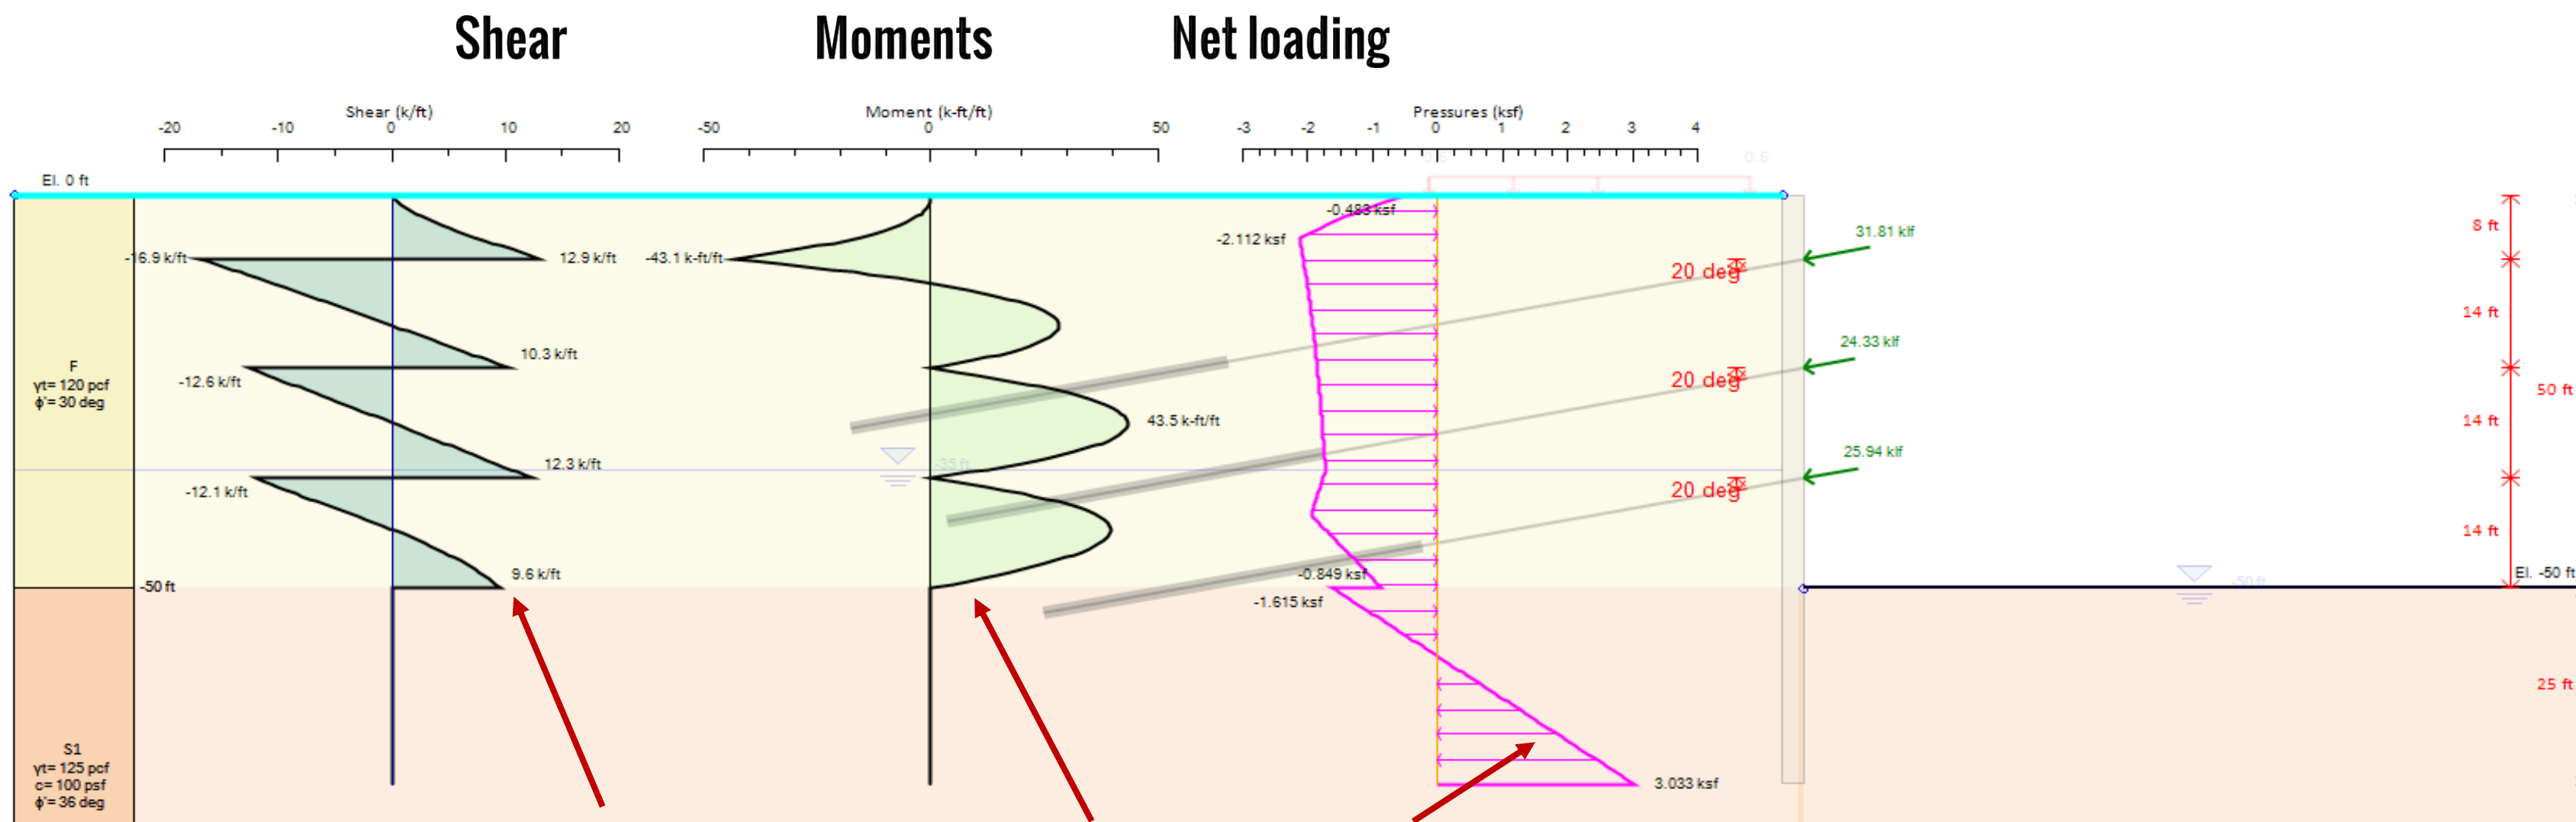 Shear Moments Net loading
Shear (k/ft) Moment (k-ft/ft) Pressures (ksf)
-20 -10 0 10 20 -50 0 50 -3 -2 -1 0 1 2 3 4
0.6
El. 0 ft
-0.483 ksf
8 ft
31.81 klf
-2.112 ksf
-16.9 k/ft 12.9 k/ft -43.1 k-ft/ft
20 deg
14 ft
24.33 klf
10.3 k/ft
F
γt= 120 pcf
ϕ'= 30 deg
-12.6 k/ft
20 deg
50 ft
43.5 k-ft/ft
14 ft
25.94 klf
12.3 k/ft
-35 ft
-12.1 k/ft
20 deg
14 ft
9.6 k/ft
-0.849 ksf
El. -50 ft
-50 ft
-50 ft
-1.615 ksf
25 ft
S1
γt= 125 pcf
c= 100 psf
ϕ'= 36 deg
3.033 ksf